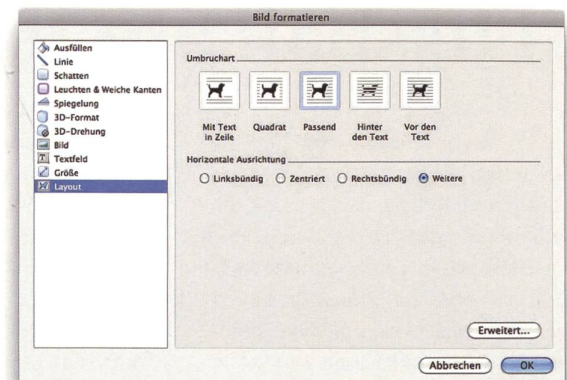 Bild formatieren
Ausfüllen
Linie
Schatten
Leuchten & Weiche Kanten
Spiegelung
3D-Format
3D-Drehung
Bild
Textfeld
Größe
Layout
Umbruchart
Mit Text in Zeile
Quadrat
Passend
Hinter den Text
Vor den Text
Horizontale Ausrichtung
Linksbündig Zentriert Rechtsbündig Weitere
Erweitert...
Abbrechen OK